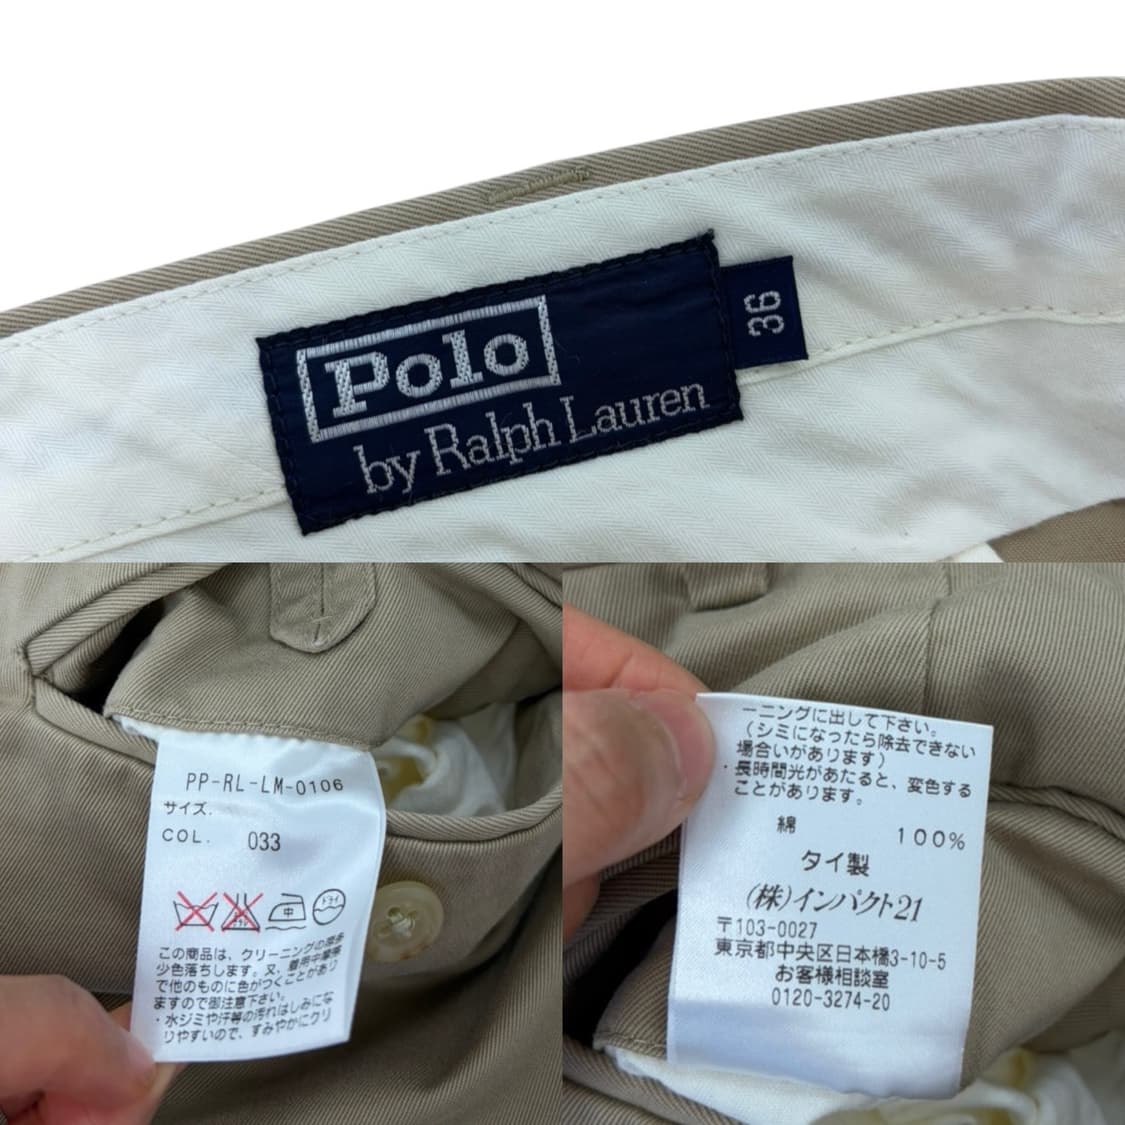 Polo
by Ralph Lauren
36
PP-RL-LM-0106
サイズ.
COL. 033
中
ドライ
この商品は、クリーニングの際多
少色落ちします。又、着用中摩擦
で他のものに色がつくことがあり
ますので御注意下さい。
・水ジミや汗等の汚れはしみにな
りやすいので、すみやかにクリ
ーニングに出して下さい。
(シミになったら除去できない
場合いがあります)
・長時間光があたると、変色する
ことがあります。
綿 100%
タイ製
(株)インパクト21
〒103-0027
東京都中央区日本橋3-10-5
お客様相談室
0120-3274-20